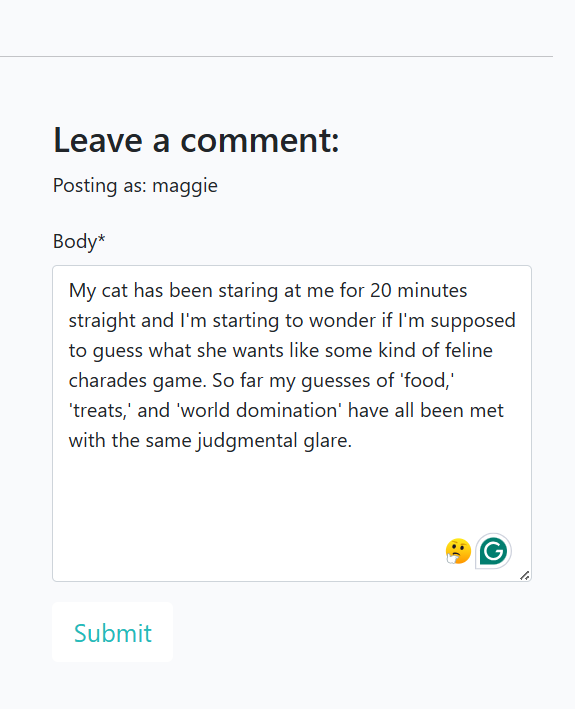 Leave a comment:
Posting as: maggie
Body*
My cat has been staring at me for 20 minutes
straight and I'm starting to wonder if I'm supposed
to guess what she wants like some kind of feline
charades game. So far my guesses of 'food,'
'treats,' and 'world domination' have all been met
with the same judgmental glare.
Submit